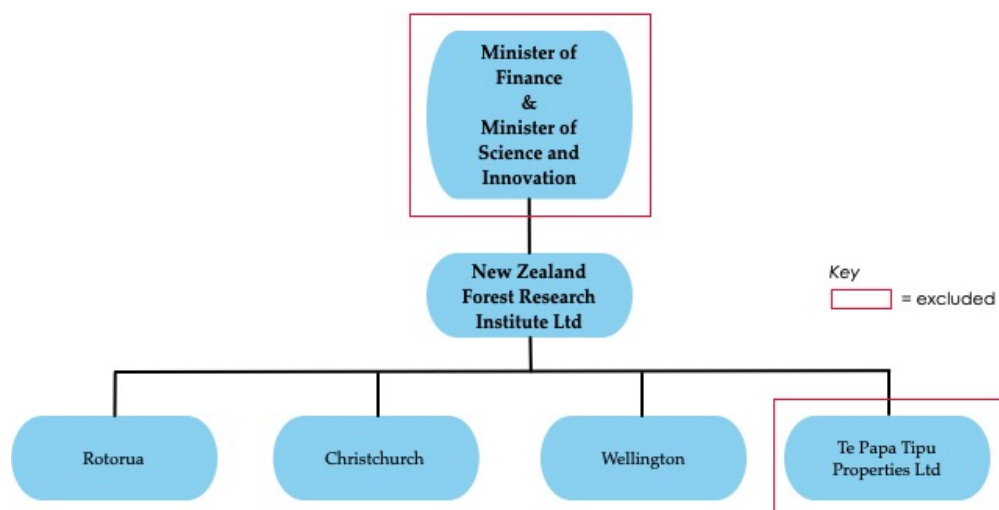 Minister of
Finance
&
Minister of
Science and
Innovation
New Zealand
Forest Research
Institute Ltd
Key
= excluded
Rotorua
Christchurch
Wellington
Te Papa Tipu
Properties Ltd